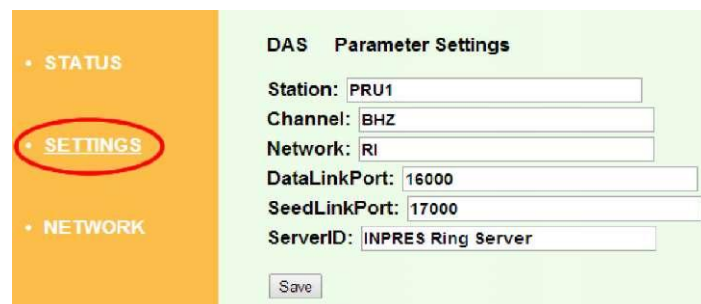 • STATUS
• SETTINGS
• NETWORK
DAS Parameter Settings
Station: PRU1
Channel: BHZ
Network: RI
DataLinkPort: 16000
SeedLinkPort: 17000
ServerID: INPRES Ring Server
Save